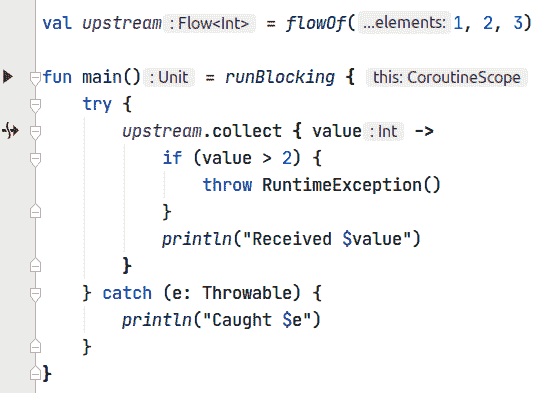 val upstream : Flow<Int> = flowOf( ...elements: 1, 2, 3)
fun main() : Unit = runBlocking { this: CoroutineScope
try {
upstream.collect { value : Int ->
if (value > 2) {
throw RuntimeException()
}
println("Received $value")
}
} catch (e: Throwable) {
println("Caught $e")
}
}